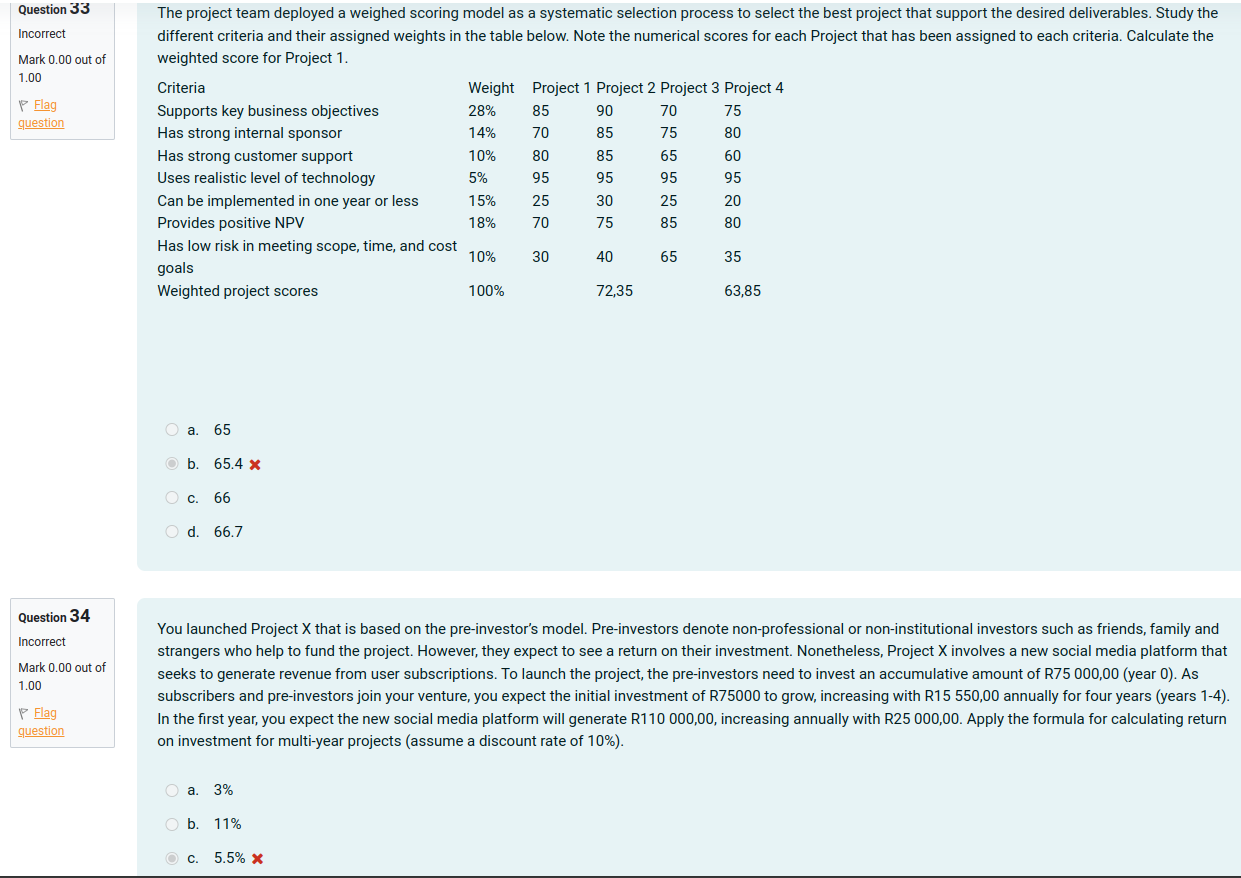 Question 33
Incorrect
Mark 0.00 out of
1.00
Flag
question
The project team deployed a weighed scoring model as a systematic selection process to select the best project that support the desired deliverables. Study the
different criteria and their assigned weights in the table below. Note the numerical scores for each Project that has been assigned to each criteria. Calculate the
weighted score for Project 1.
Criteria Weight Project 1 Project 2 Project 3 Project 4
Supports key business objectives 28% 85 90 70 75
Has strong internal sponsor 14% 70 85 75 80
Has strong customer support 10% 80 85 65 60
Uses realistic level of technology 5% 95 95 95 95
Can be implemented in one year or less 15% 25 30 25 20
Provides positive NPV 18% 70 75 85 80
Has low risk in meeting scope, time, and cost
goals 10% 30 40 65 35
Weighted project scores 100% 72,35 63,85
a. 65
b. 65.4
c. 66
d. 66.7
Question 34
Incorrect
Mark 0.00 out of
1.00
Flag
question
You launched Project X that is based on the pre-investor's model. Pre-investors denote non-professional or non-institutional investors such as friends, family and
strangers who help to fund the project. However, they expect to see a return on their investment. Nonetheless, Project X involves a new social media platform that
seeks to generate revenue from user subscriptions. To launch the project, the pre-investors need to invest an accumulative amount of R75 000,00 (year 0). As
subscribers and pre-investors join your venture, you expect the initial investment of R75000 to grow, increasing with R15 550,00 annually for four years (years 1-4).
In the first year, you expect the new social media platform will generate R110 000,00, increasing annually with R25 000,00. Apply the formula for calculating return
on investment for multi-year projects (assume a discount rate of 10%).
a. 3%
b. 11%
c. 5.5%